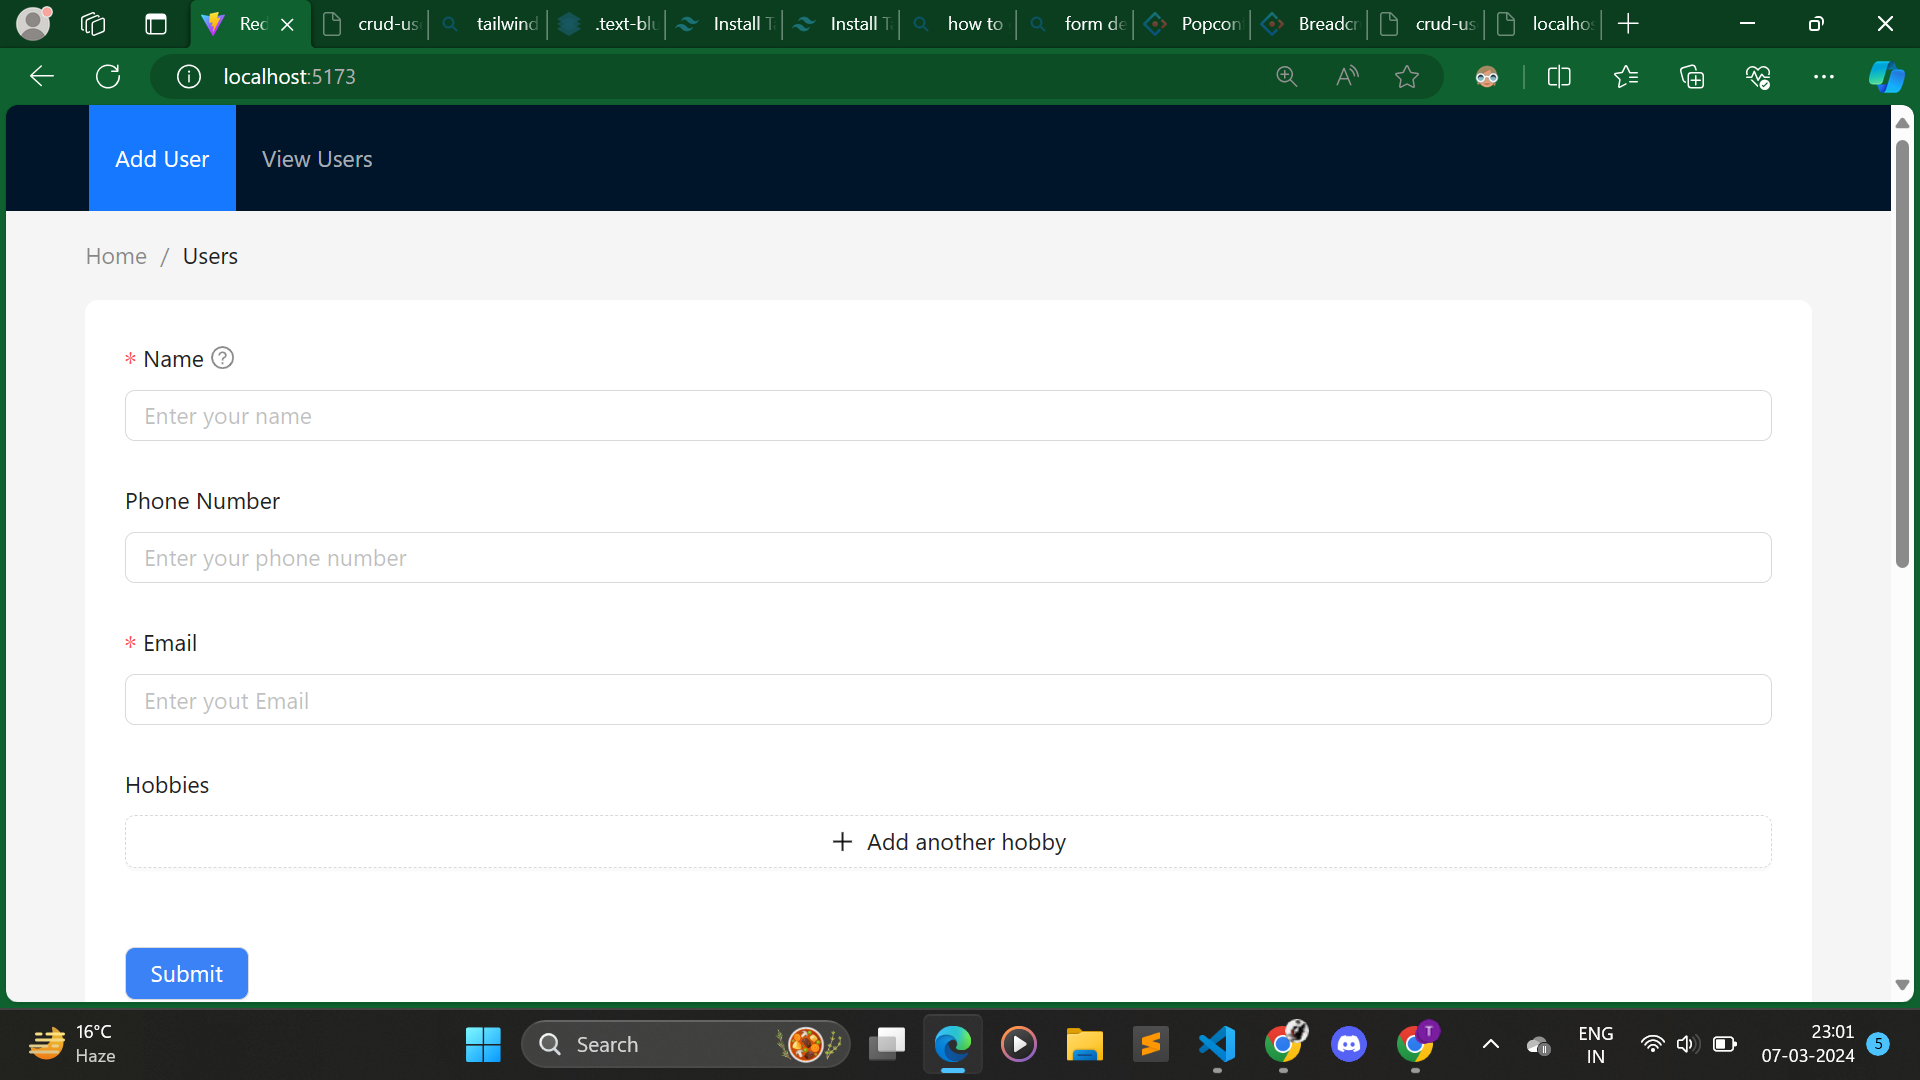 Red
crud-us
tailwind
.text-blu
Install T
Install T
how to
form de
Popcon
Breadcr
crud-us
localhos
localhost:5173
Add User
View Users
Home / Users
* Name ?
Enter your name
Phone Number
Enter your phone number
* Email
Enter yout Email
Hobbies
+ Add another hobby
Submit
16°C
Haze
Search
T
ENG
IN
23:01
07-03-2024
5